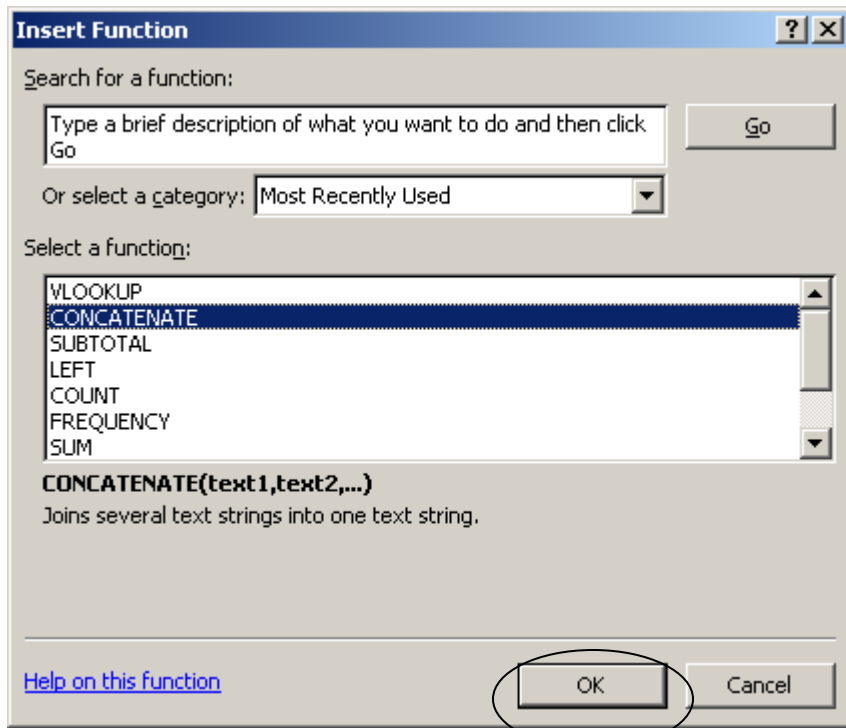 Insert Function
Search for a function:
Type a brief description of what you want to do and then click
Go
Go
Or select a category: Most Recently Used
Select a function:
VLOOKUP
CONCATENATE
SUBTOTAL
LEFT
COUNT
FREQUENCY
SUM
CONCATENATE(text1,text2,...)
Joins several text strings into one text string.
Help on this function
OK
Cancel